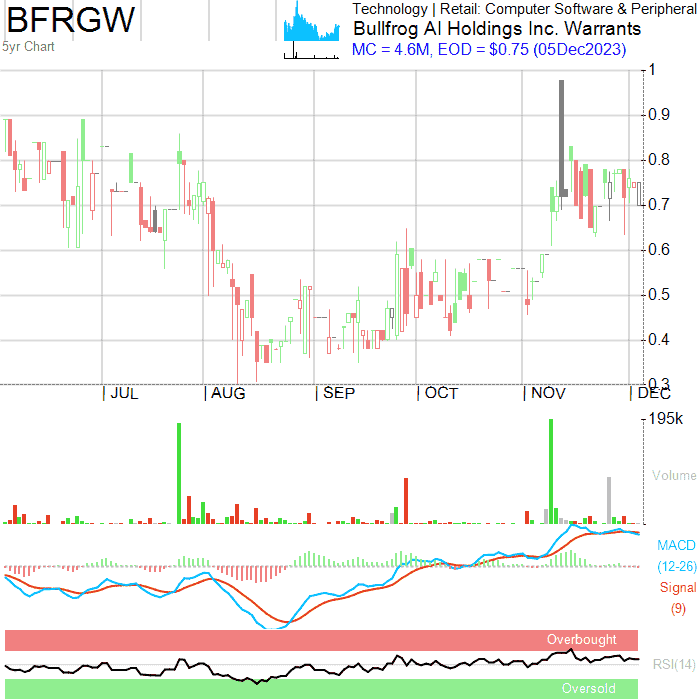 BFRGW
5yr Chart
Technology | Retail: Computer Software & Peripheral
Bullfrog AI Holdings Inc. Warrants
MC = 4.6M, EOD = $0.75 (05Dec2023)
1
0.9
0.8
0.7
0.6
0.5
0.4
0.3
| JUL | AUG | SEP | OCT | NOV | DEC
195k
Volume
MACD
(12-26)
Signal
(9)
Overbought
RSI(14)
Oversold